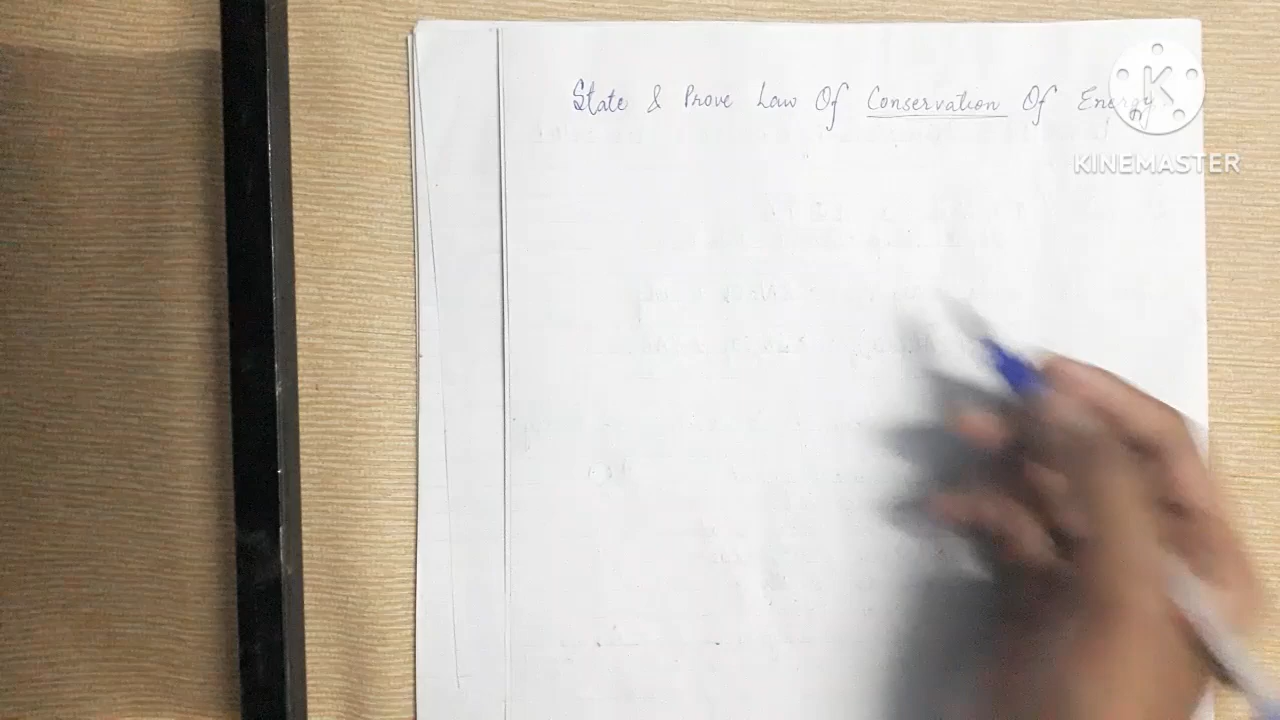 State & Prove Law Of Conservation Of Energy.
KINEMASTER